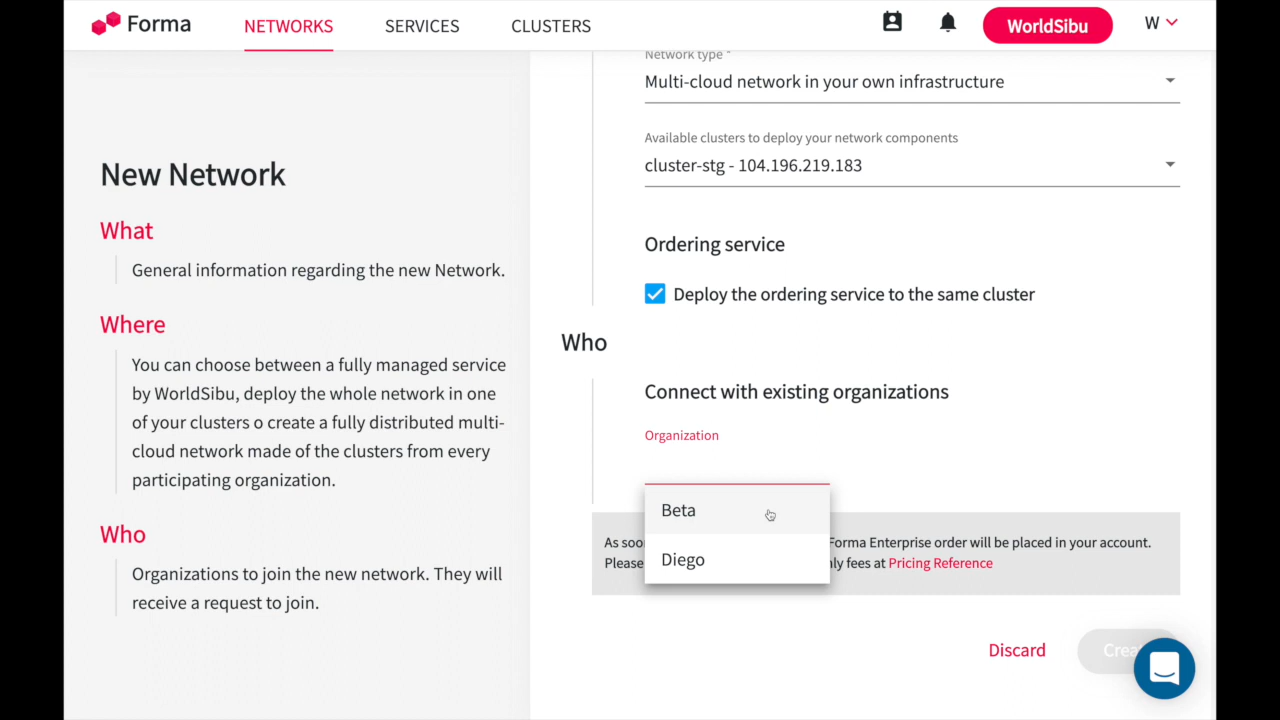 Forma
NETWORKS
SERVICES
CLUSTERS
WorldSibu
W
New Network
What
General information regarding the new Network.
Where
You can choose between a fully managed service
by WorldSibu, deploy the whole network in one
of your clusters o create a fully distributed multi-
cloud network made of the clusters from every
participating organization.
Who
Organizations to join the new network. They will
receive a request to join.
Network type *
Multi-cloud network in your own infrastructure
Available clusters to deploy your network components
cluster-stg - 104.196.219.183
Ordering service
Deploy the ordering service to the same cluster
Who
Connect with existing organizations
Organization
Beta
Diego
As Forma Enterprise order will be placed in your account.
Please fees at Pricing Reference
Discard